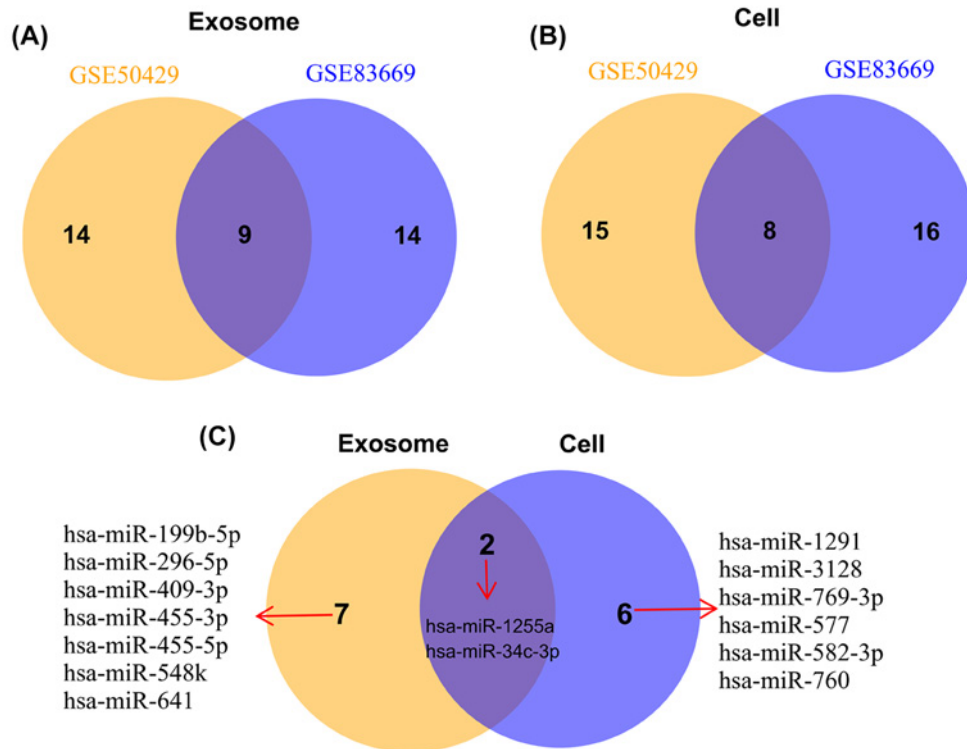 (A)
Exosome
GSE50429
GSE83669
14
9
14
(B)
Cell
GSE50429
GSE83669
15
8
16
(C)
Exosome
Cell
hsa-miR-199b-5p
hsa-miR-296-5p
hsa-miR-409-3p
hsa-miR-455-3p
hsa-miR-455-5p
hsa-miR-548k
hsa-miR-641
7
2
hsa-miR-1255a
hsa-miR-34c-3p
6
hsa-miR-1291
hsa-miR-3128
hsa-miR-769-3p
hsa-miR-577
hsa-miR-582-3p
hsa-miR-760